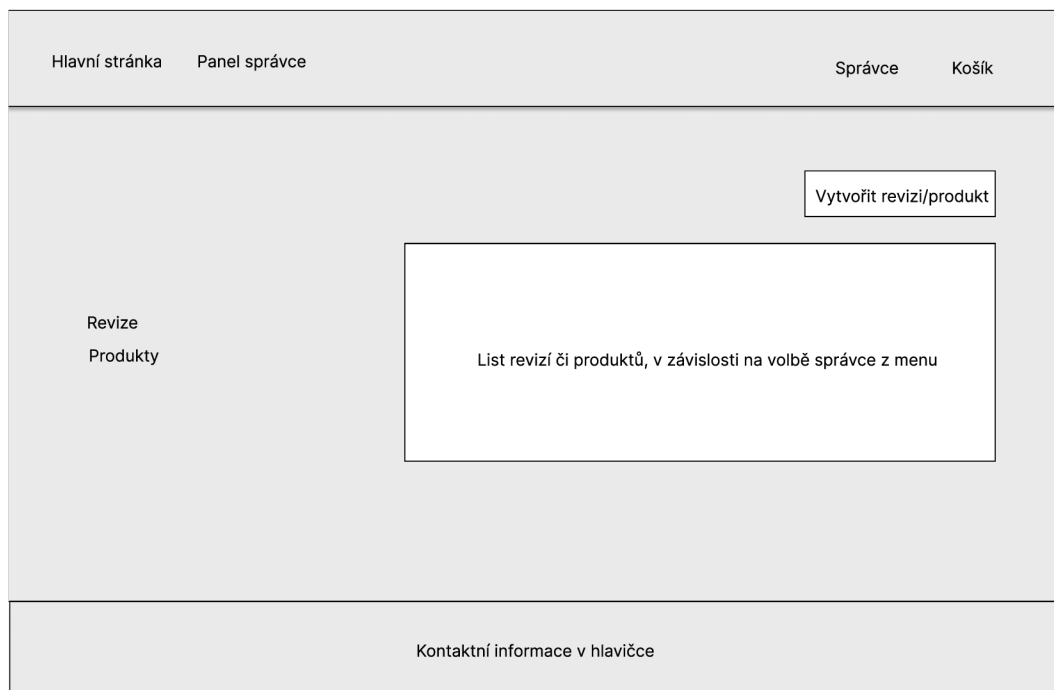 Hlavní stránka
Panel správce
Správce
Košík
Vytvořit revizi/produkt
Revize
Produkty
List revizí či produktů, v závislosti na volbě správce z menu
Kontaktní informace v hlavičce